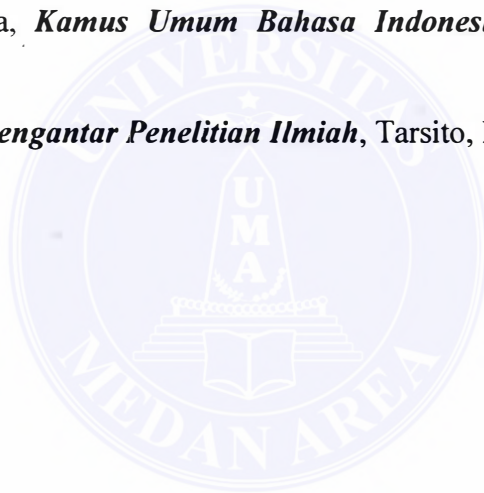 a, Kamus Umum Bahasa Indones
engantar Penelitian Ilmiah, Tarsito,
UNIVERSITAS
UMA
MEDAN AREA